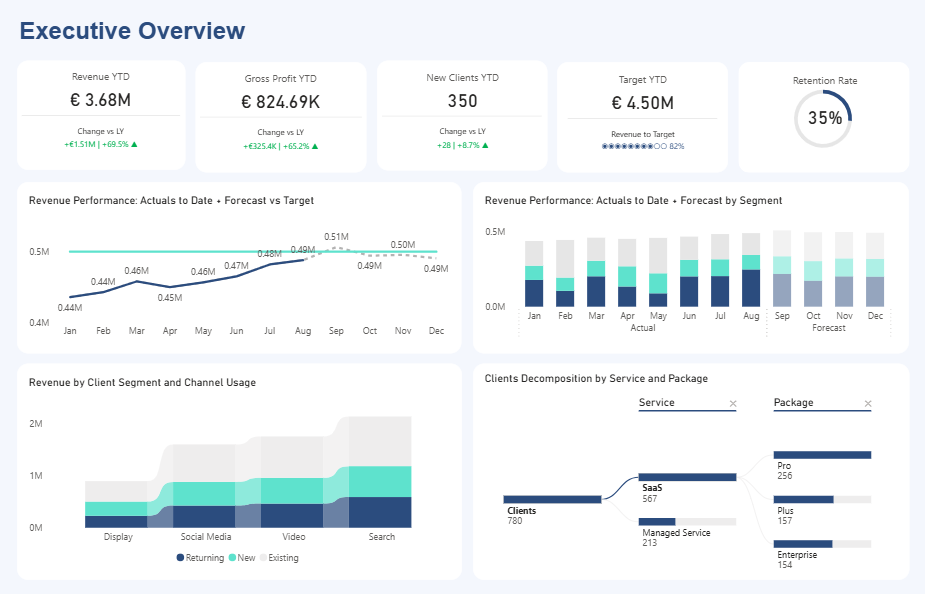 Executive Overview
Revenue YTD
€ 3.68M
Change vs LY
+€1.51M | +69.5% ▲
Gross Profit YTD
€ 824.69K
Change vs LY
+€325.4K | +65.2% ▲
New Clients YTD
350
Change vs LY
+28 | +8.7% ▲
Target YTD
€ 4.50M
Revenue to Target
◉◉◉◉◉◉◉◉○○ 82%
Retention Rate
35%
Revenue Performance: Actuals to Date + Forecast vs Target
0.5M
0.4M
0.44M
0.44M
0.46M
0.45M
0.46M
0.47M
0.48M
0.49M
0.51M
0.49M
0.50M
0.49M
Jan Feb Mar Apr May Jun Jul Aug Sep Oct Nov Dec
Revenue Performance: Actuals to Date + Forecast by Segment
0.5M
0.0M
Jan Feb Mar Apr May Jun Jul Aug Sep Oct Nov Dec
Actual Forecast
Revenue by Client Segment and Channel Usage
2M
1M
0M
Display Social Media Video Search
Returning New Existing
Clients Decomposition by Service and Package
Service ×
Package ×
Clients
780
SaaS
567
Managed Service
213
Pro
256
Plus
157
Enterprise
154